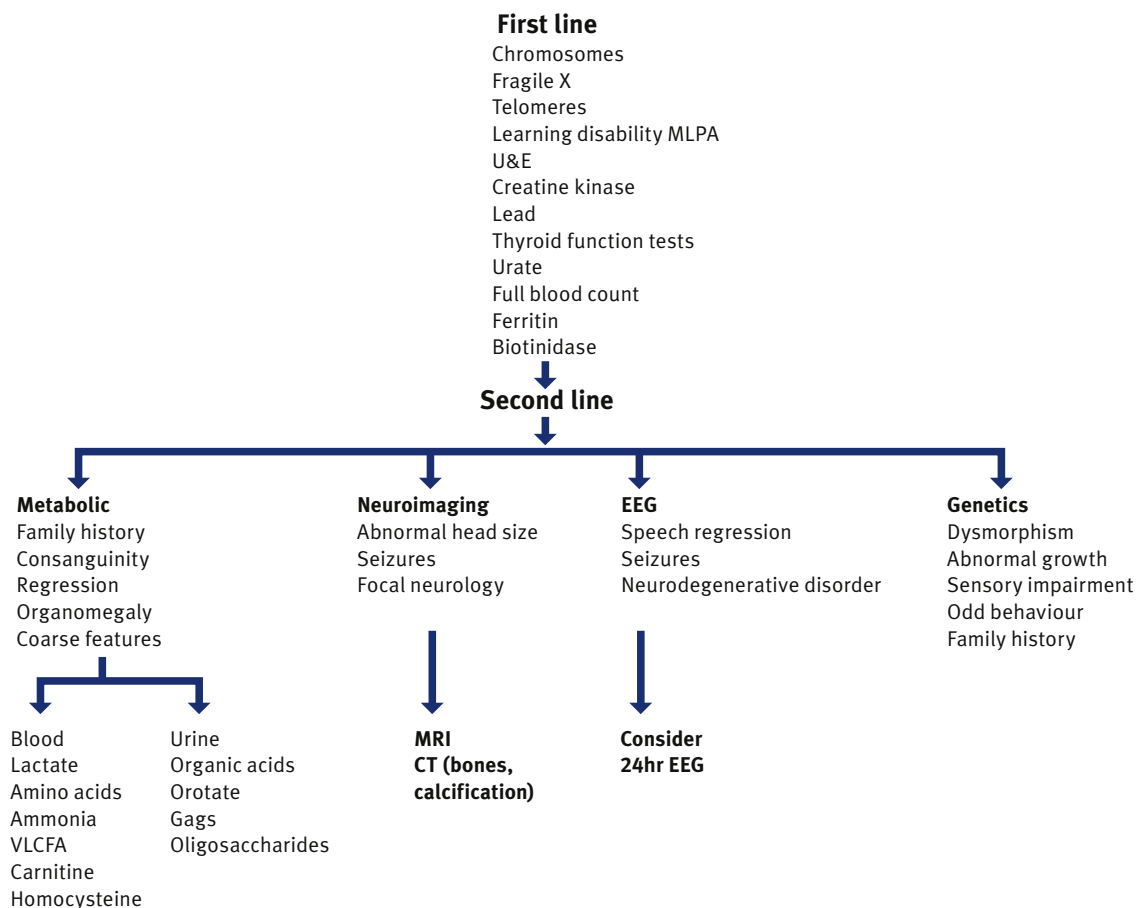 First line
Chromosomes
Fragile X
Telomeres
Learning disability MLPA
U&E
Creatine kinase
Lead
Thyroid function tests
Urate
Full blood count
Ferritin
Biotinidase
Second line
Metabolic
Family history
Consanguinity
Regression
Organomegaly
Coarse features
Blood
Lactate
Amino acids
Ammonia
VLCFA
Carnitine
Homocysteine
Urine
Organic acids
Orotate
Gags
Oligosaccharides
Neuroimaging
Abnormal head size
Seizures
Focal neurology
MRI
CT (bones,
calcification)
EEG
Speech regression
Seizures
Neurodegenerative disorder
Consider
24hr EEG
Genetics
Dysmorphism
Abnormal growth
Sensory impairment
Odd behaviour
Family history